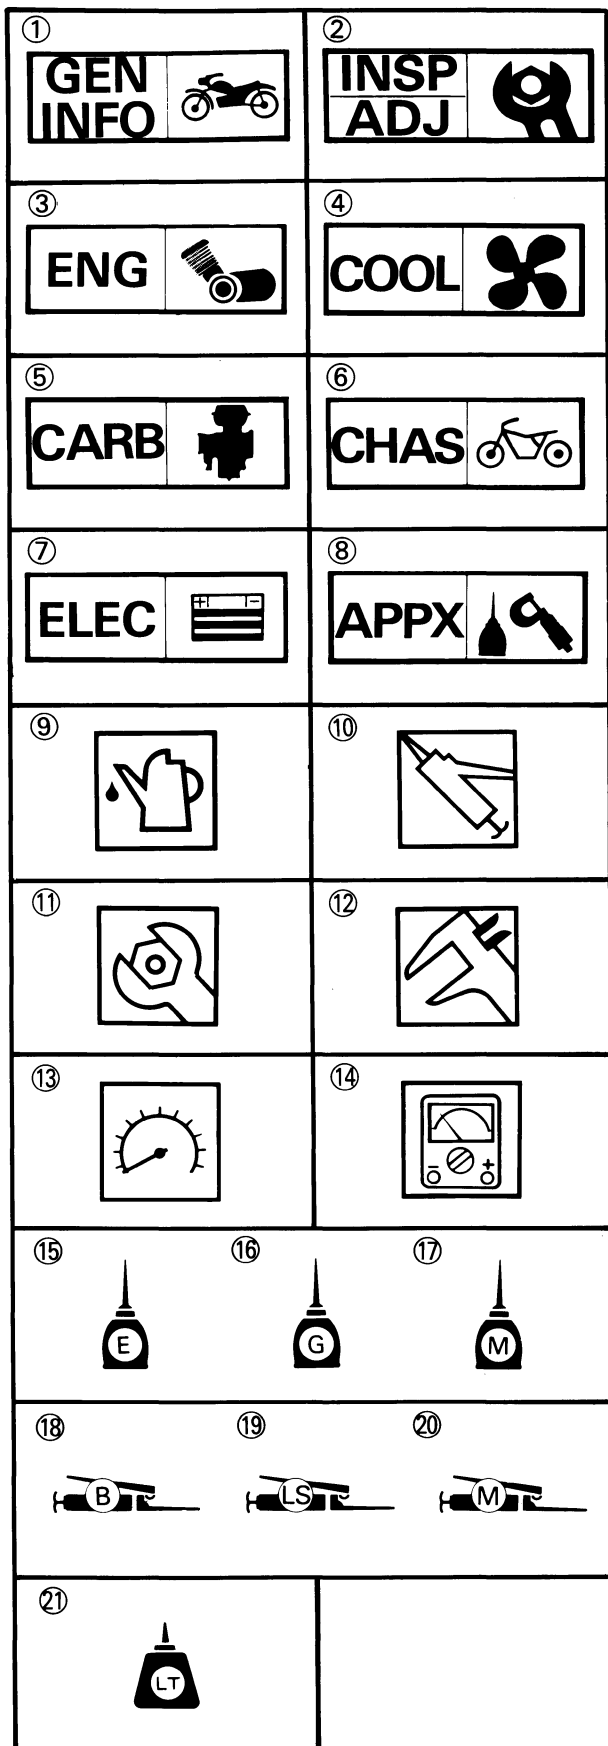 ① ②
GEN
INFO
INSP
ADJ
③ ④
ENG
COOL
⑤ ⑥
CARB
CHAS
⑦ ⑧
ELEC
+ -
APPX
⑨ ⑩
⑪ ⑫
⑬ ⑭
- +
⑮ ⑯ ⑰
E G M
⑱ ⑲ ⑳
B LS M
㉑
LT